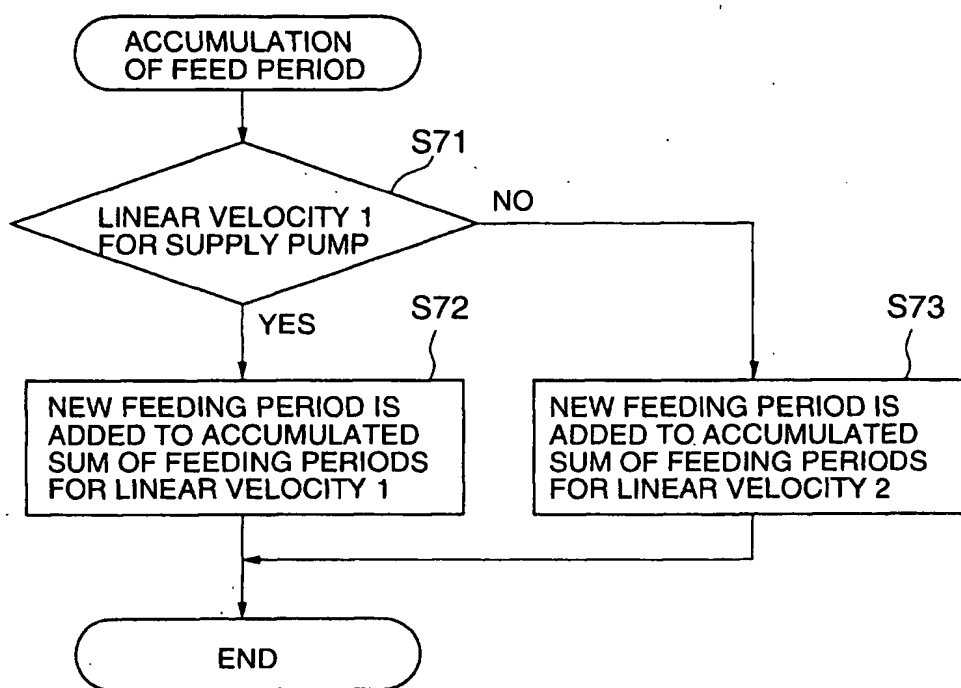 ACCUMULATION
OF FEED PERIOD
S71
LINEAR VELOCITY 1
FOR SUPPLY PUMP
NO
YES
S72
NEW FEEDING PERIOD IS
ADDED TO ACCUMULATED
SUM OF FEEDING PERIODS
FOR LINEAR VELOCITY 1
S73
NEW FEEDING PERIOD IS
ADDED TO ACCUMULATED
SUM OF FEEDING PERIODS
FOR LINEAR VELOCITY 2
END